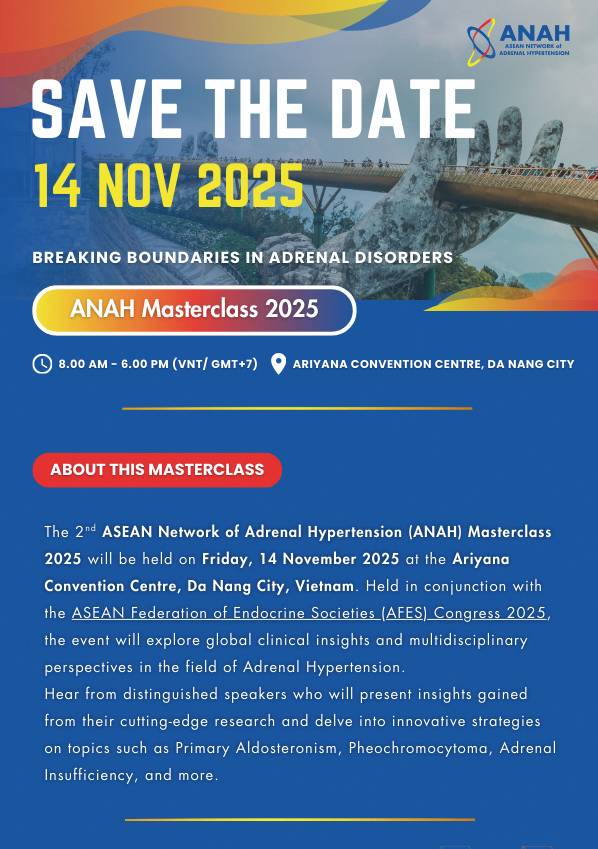 ANAH
ASEAN NETWORK of
ADRENAL HYPERTENSION
SAVE THE DATE
14 NOV 2025
BREAKING BOUNDARIES IN ADRENAL DISORDERS
ANAH Masterclass 2025
8.00 AM - 6.00 PM (VNT/ GMT+7)
ARIYANA CONVENTION CENTRE, DA NANG CITY
ABOUT THIS MASTERCLASS
The 2nd ASEAN Network of Adrenal Hypertension (ANAH) Masterclass
2025 will be held on Friday, 14 November 2025 at the Ariyana
Convention Centre, Da Nang City, Vietnam. Held in conjunction with
the ASEAN Federation of Endocrine Societies (AFES) Congress 2025,
the event will explore global clinical insights and multidisciplinary
perspectives in the field of Adrenal Hypertension.
Hear from distinguished speakers who will present insights gained
from their cutting-edge research and delve into innovative strategies
on topics such as Primary Aldosteronism, Pheochromocytoma, Adrenal
Insufficiency, and more.